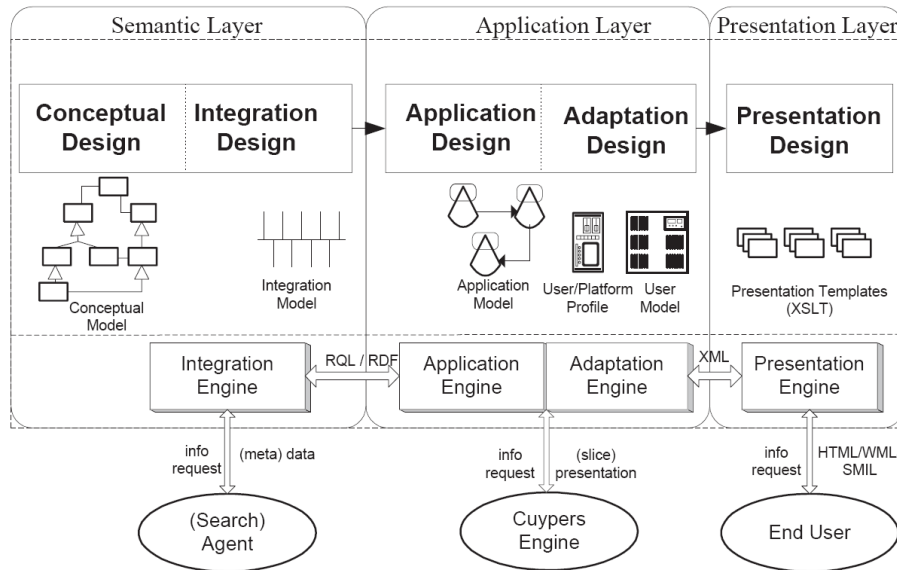 Semantic Layer
Application Layer
Presentation Layer
Conceptual
Design
Integration
Design
Application
Design
Adaptation
Design
Presentation
Design
Conceptual
Model
Integration
Model
Application
Model
User/Platform
Profile
User
Model
Presentation Templates
(XSLT)
Integration
Engine
RQL / RDF
Application
Engine
Adaptation
Engine
XML
Presentation
Engine
info
request
(meta) data
info
request
(slice)
presentation
info
request
HTML/WML
SMIL
(Search)
Agent
Cuypers
Engine
End User